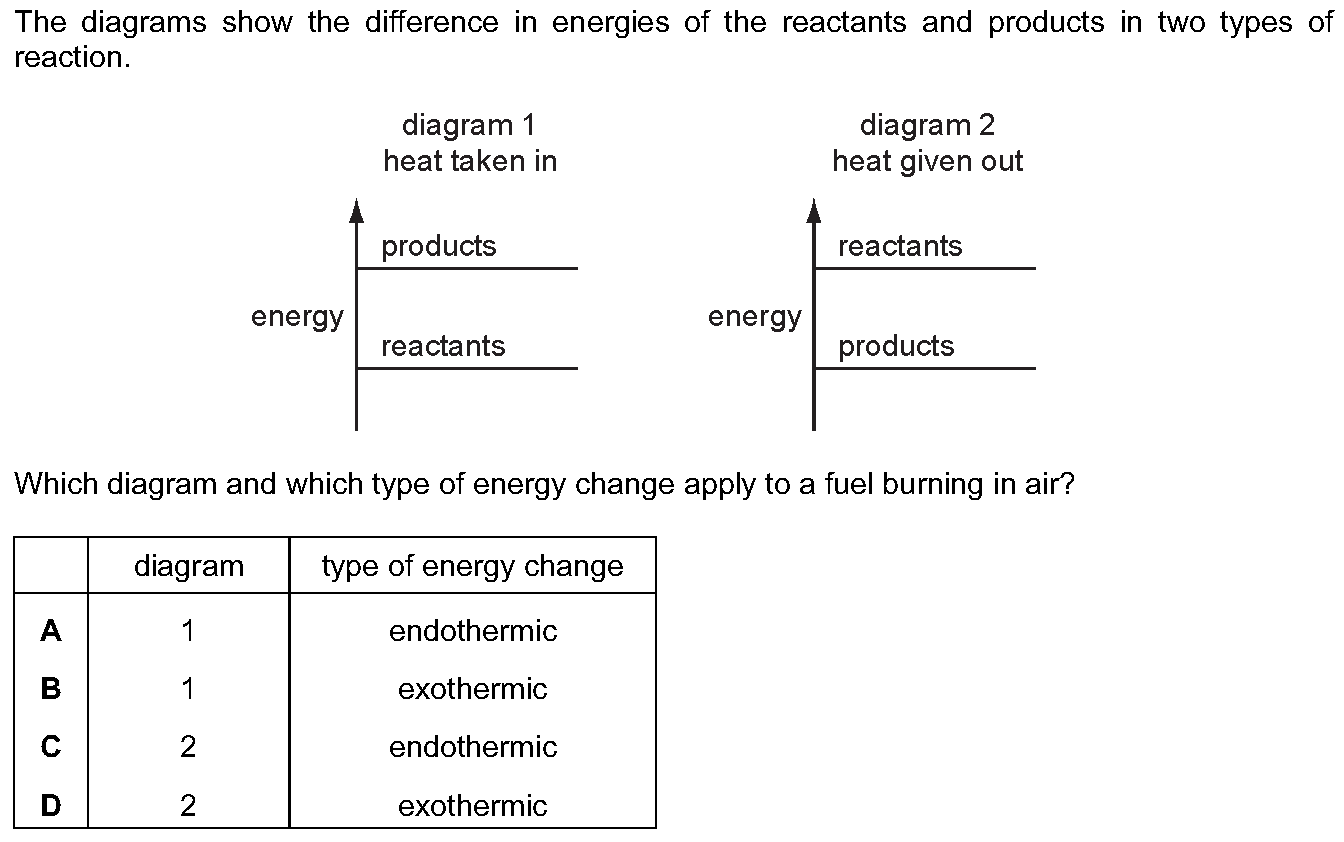 The diagrams show the difference in energies of the reactants and products in two types of
reaction.
diagram 1
heat taken in
products
energy
reactants
diagram 2
heat given out
reactants
energy
products
Which diagram and which type of energy change apply to a fuel burning in air?
diagram type of energy change
A 1 endothermic
B 1 exothermic
C 2 endothermic
D 2 exothermic